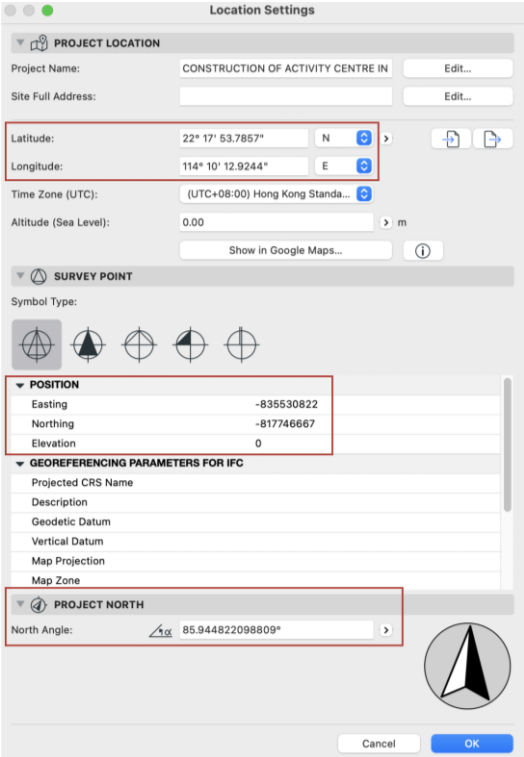 Location Settings
PROJECT LOCATION
Project Name: CONSTRUCTION OF ACTIVITY CENTRE IN Edit...
Site Full Address: Edit...
Latitude: 22° 17' 53.7857" N
Longitude: 114° 10' 12.9244" E
Time Zone (UTC): (UTC+08:00) Hong Kong Standa...
Altitude (Sea Level): 0.00 m
Show in Google Maps...
SURVEY POINT
Symbol Type:
POSITION
Easting -835530822
Northing -817746667
Elevation 0
GEOREFERENCING PARAMETERS FOR IFC
Projected CRS Name
Description
Geodetic Datum
Vertical Datum
Map Projection
Map Zone
PROJECT NORTH
North Angle: α 85.944822098809°
Cancel OK